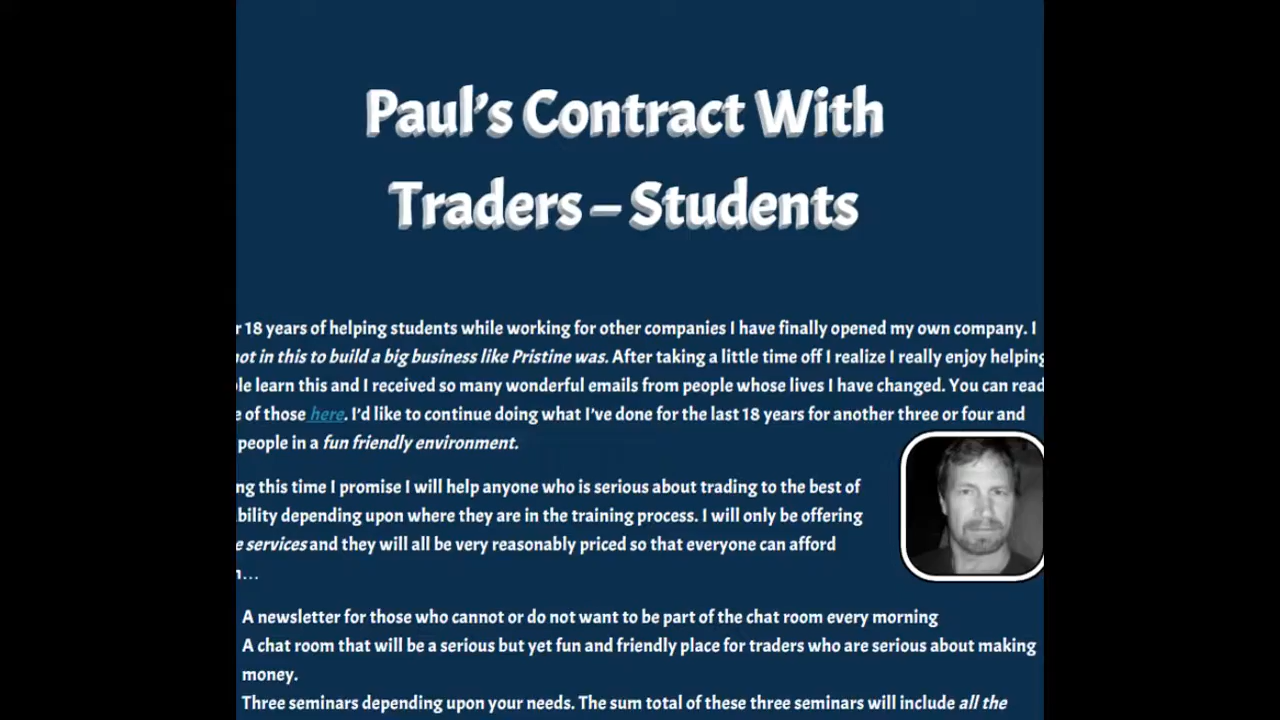 Paul's Contract With
Traders – Students
r 18 years of helping students while working for other companies I have finally opened my own company. I
not in this to build a big business like Pristine was. After taking a little time off I realize I really enjoy helping
le learn this and I received so many wonderful emails from people whose lives I have changed. You can read
e of those here. I'd like to continue doing what I've done for the last 18 years for another three or four and
people in a fun friendly environment.
ng this time I promise I will help anyone who is serious about trading to the best of
bility depending upon where they are in the training process. I will only be offering
e services and they will all be very reasonably priced so that everyone can afford
…
A newsletter for those who cannot or do not want to be part of the chat room every morning
A chat room that will be a serious but yet fun and friendly place for traders who are serious about making
money.
Three seminars depending upon your needs. The sum total of these three seminars will include all the